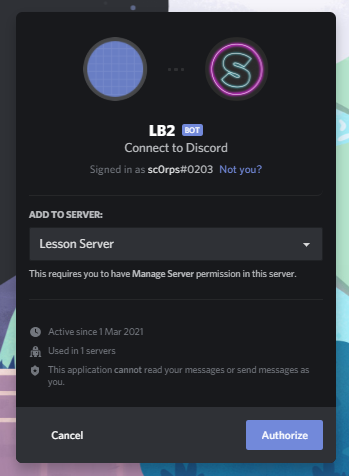 S
LB2 BOT
Connect to Discord
Signed in as sc0rps#0203 Not you?
ADD TO SERVER:
Lesson Server
This requires you to have Manage Server permission in this server.
Active since 1 Mar 2021
Used in 1 servers
This application cannot read your messages or send messages as
you.
Cancel Authorize